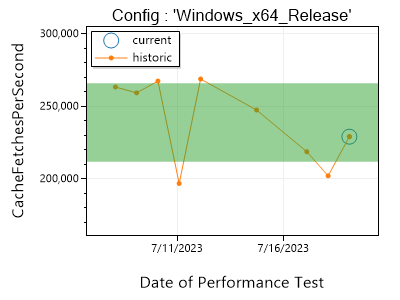 Config : 'Windows_x64_Release'
current
historic
300,000
250,000
200,000
CacheFetchesPerSecond
7/11/2023
7/16/2023
Date of Performance Test